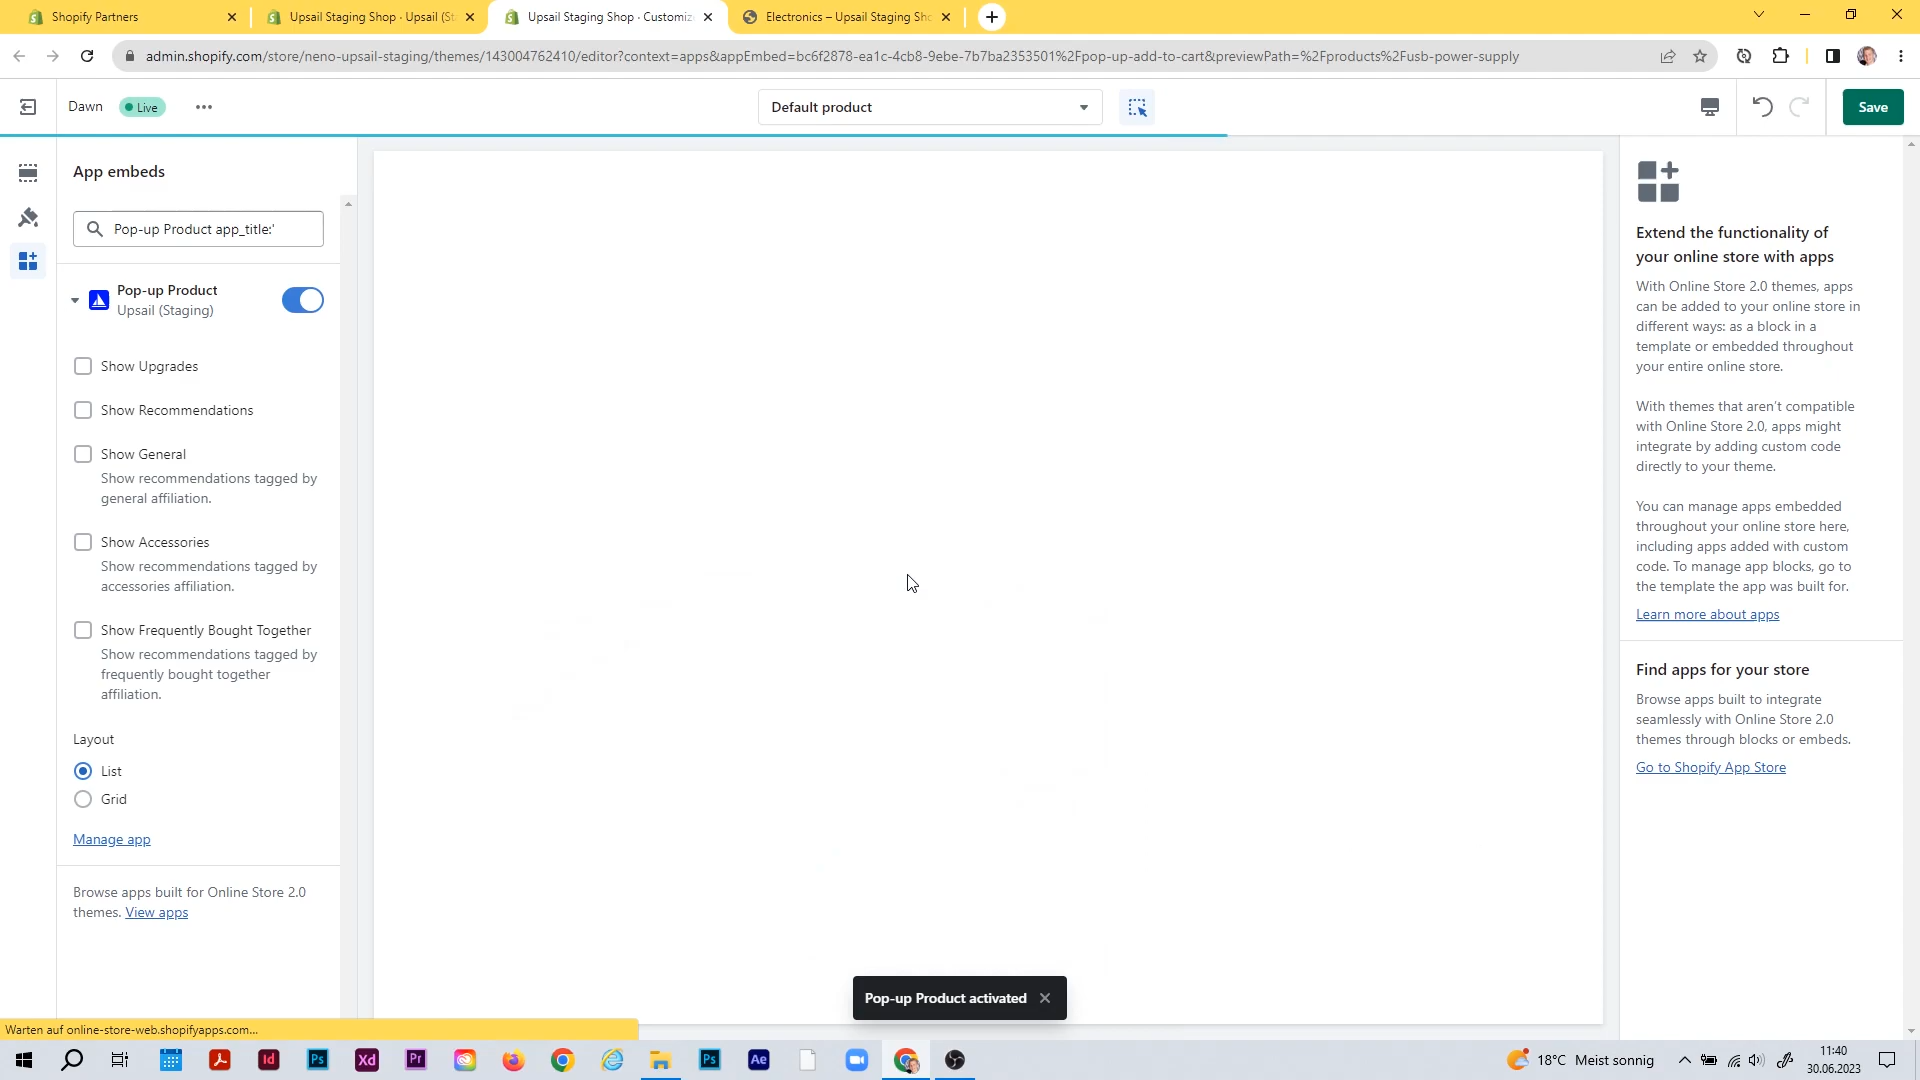 Shopify Partners
Upsail Staging Shop · Upsail (St
Upsail Staging Shop · Customize
Electronics – Upsail Staging Sho
admin.shopify.com/store/neno-upsail-staging/themes/143004762410/editor?context=apps&appEmbed=bc6f2878-ea1c-4cb8-9ebe-7b7ba2353501%2Fpop-up-add-to-cart&previewPath=%2Fproducts%2Fusb-power-supply
Dawn
Live
Default product
Save
App embeds
Pop-up Product app_title:'
Pop-up Product
Upsail (Staging)
Show Upgrades
Show Recommendations
Show General
Show recommendations tagged by
general affiliation.
Show Accessories
Show recommendations tagged by
accessories affiliation.
Show Frequently Bought Together
Show recommendations tagged by
frequently bought together
affiliation.
Layout
List
Grid
Manage app
Browse apps built for Online Store 2.0
themes. View apps
Extend the functionality of
your online store with apps
With Online Store 2.0 themes, apps
can be added to your online store in
different ways: as a block in a
template or embedded throughout
your entire online store.
With themes that aren't compatible
with Online Store 2.0, apps might
integrate by adding custom code
directly to your theme.
You can manage apps embedded
throughout your online store here,
including apps added with custom
code. To manage app blocks, go to
the template the app was built for.
Learn more about apps
Find apps for your store
Browse apps built to integrate
seamlessly with Online Store 2.0
themes through blocks or embeds.
Go to Shopify App Store
Pop-up Product activated
Warten auf online-store-web.shopifyapps.com...
Id
Ps
Xd
Pr
Ps
Ae
18°C Meist sonnig
11:40
30.06.2023